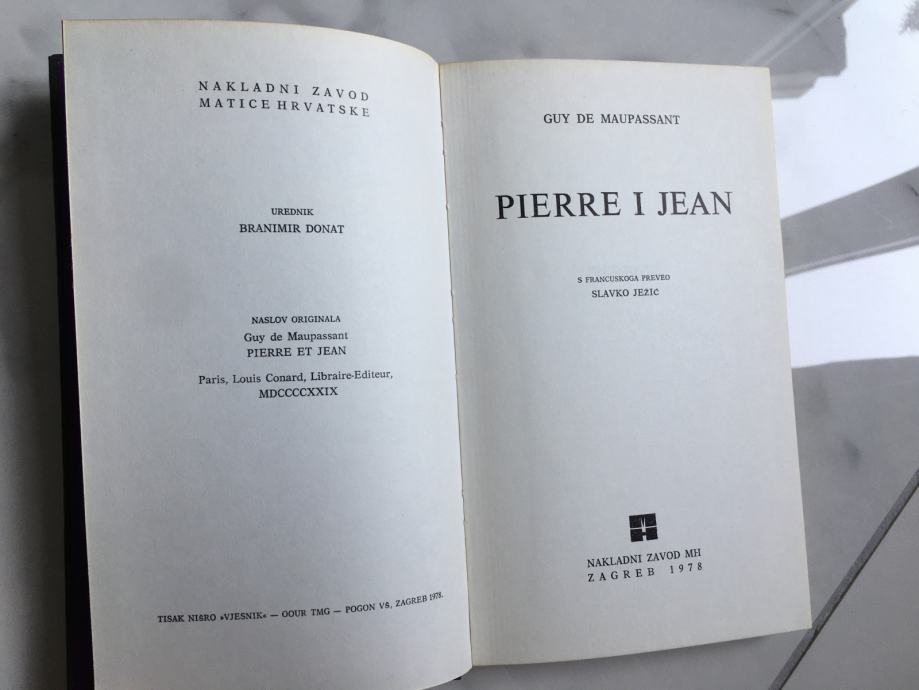 NAKLADNI ZAVOD
MATICE HRVATSKE
UREDNIK
BRANIMIR DONAT
NASLOV ORIGINALA
Guy de Maupassant
PIERRE ET JEAN
Paris, Louis Conard, Libraire-Editeur,
MDCCCCXXIX
TISAK NIŠRO »VJESNIK« — OOUR TMG — POGON VŠ, ZAGREB 1978.
GUY DE MAUPASSANT
PIERRE I JEAN
S FRANCUSKOGA PREVEO
SLAVKO JEŽIĆ
NAKLADNI ZAVOD MH
ZAGREB 1978